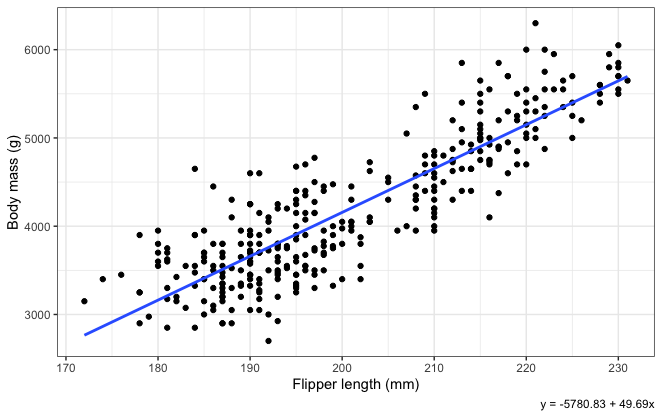 6000
5000
4000
3000
Body mass (g)
170 180 190 200 210 220 230
Flipper length (mm)
y = -5780.83 + 49.69x